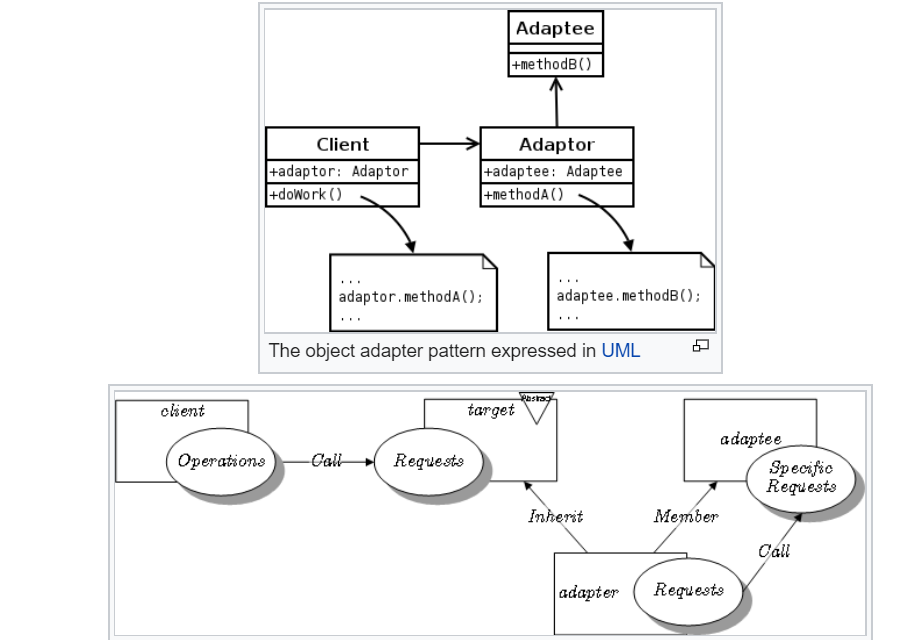 Adaptee
+methodB()
Client
Adaptor
+adaptor: Adaptor
+adaptee: Adaptee
+doWork()
+methodA()
...
adaptor.methodA();
...
...
adaptee.methodB();
...
The object adapter pattern expressed in UML
client
target
Abstract
adaptee
Operations
Call
Requests
Specific
Requests
Inherit
Member
Call
adapter
Requests